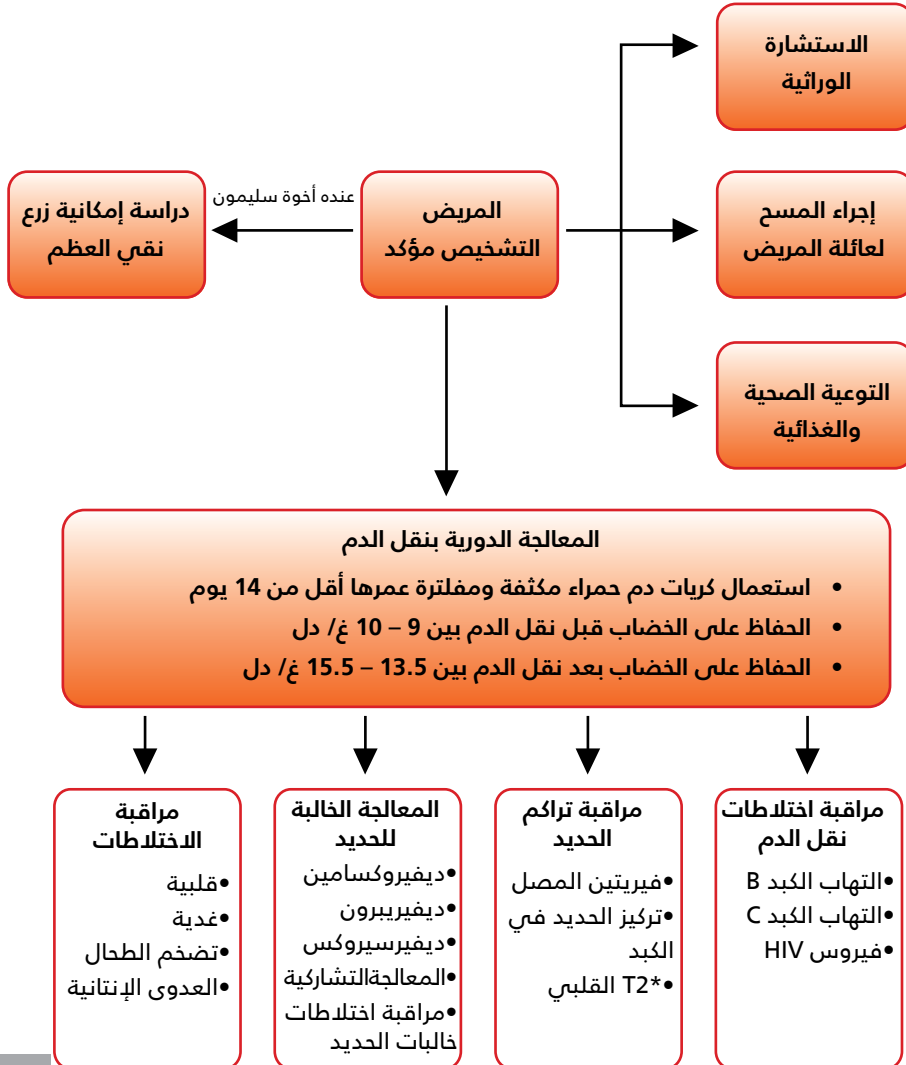 الاستشارة
الوراثية
إجراء المسح
لعائلة المريض
المريض
التشخيص مؤكد
عنده أخوة سليمون
دراسة إمكانية زرع
نقي العظم
التوعية الصحية
والغذائية
المعالجة الدورية بنقل الدم
• استعمال كريات دم حمراء مكثفة ومفلترة عمرها أقل من 14 يوم
• الحفاظ على الخضاب قبل نقل الدم بين 9 – 10 غ/ دل
• الحفاظ على الخضاب بعد نقل الدم بين 13.5 – 15.5 غ/ دل
مراقبة اختلاطات
نقل الدم
•التهاب الكبد B
•التهاب الكبد C
•فيروس HIV
مراقبة تراكم
الحديد
•فيريتين المصل
•تركيز الحديد في
الكبد
•T2* القلبي
المعالجة الخالبة
للحديد
•ديفيروكسامين
•ديفيريبرون
•ديفيرسيروكس
•المعالجةالتشاركية
•مراقبة اختلاطات
خالبات الحديد
مراقبة
الاختلاطات
•قلبية
•غدية
•تضخم الطحال
•العدوى الإنتانية